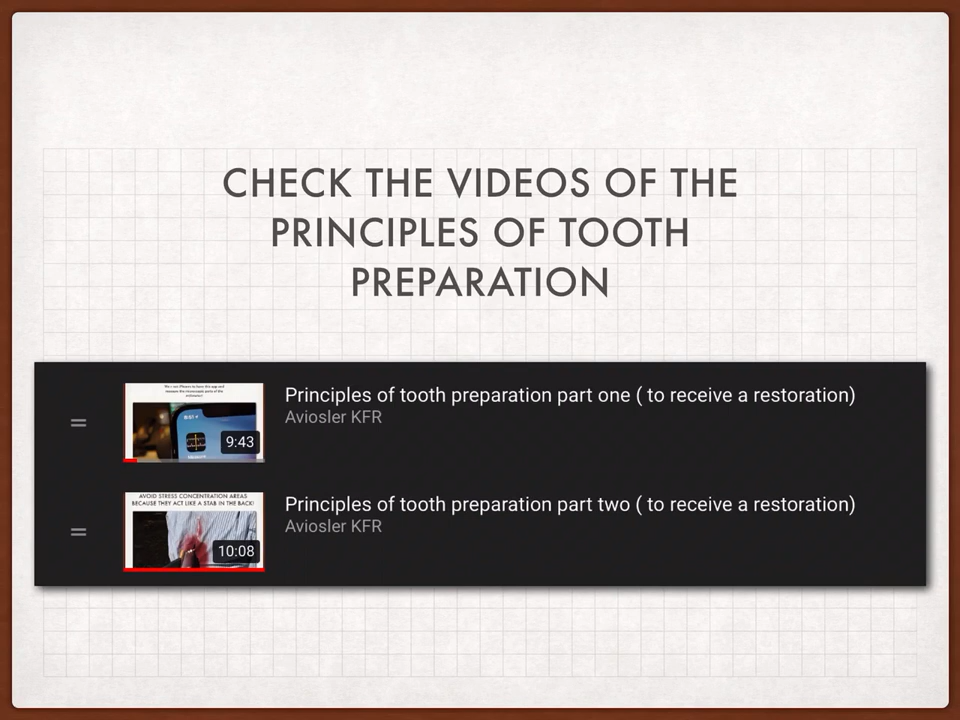 CHECK THE VIDEOS OF THE
PRINCIPLES OF TOOTH
PREPARATION
9:43
Principles of tooth preparation part one ( to receive a restoration)
Aviosler KFR
AVOID STRESS CONCENTRATION AREAS
BECAUSE THEY ACT LIKE A STAB IN THE BACK!
10:08
Principles of tooth preparation part two ( to receive a restoration)
Aviosler KFR